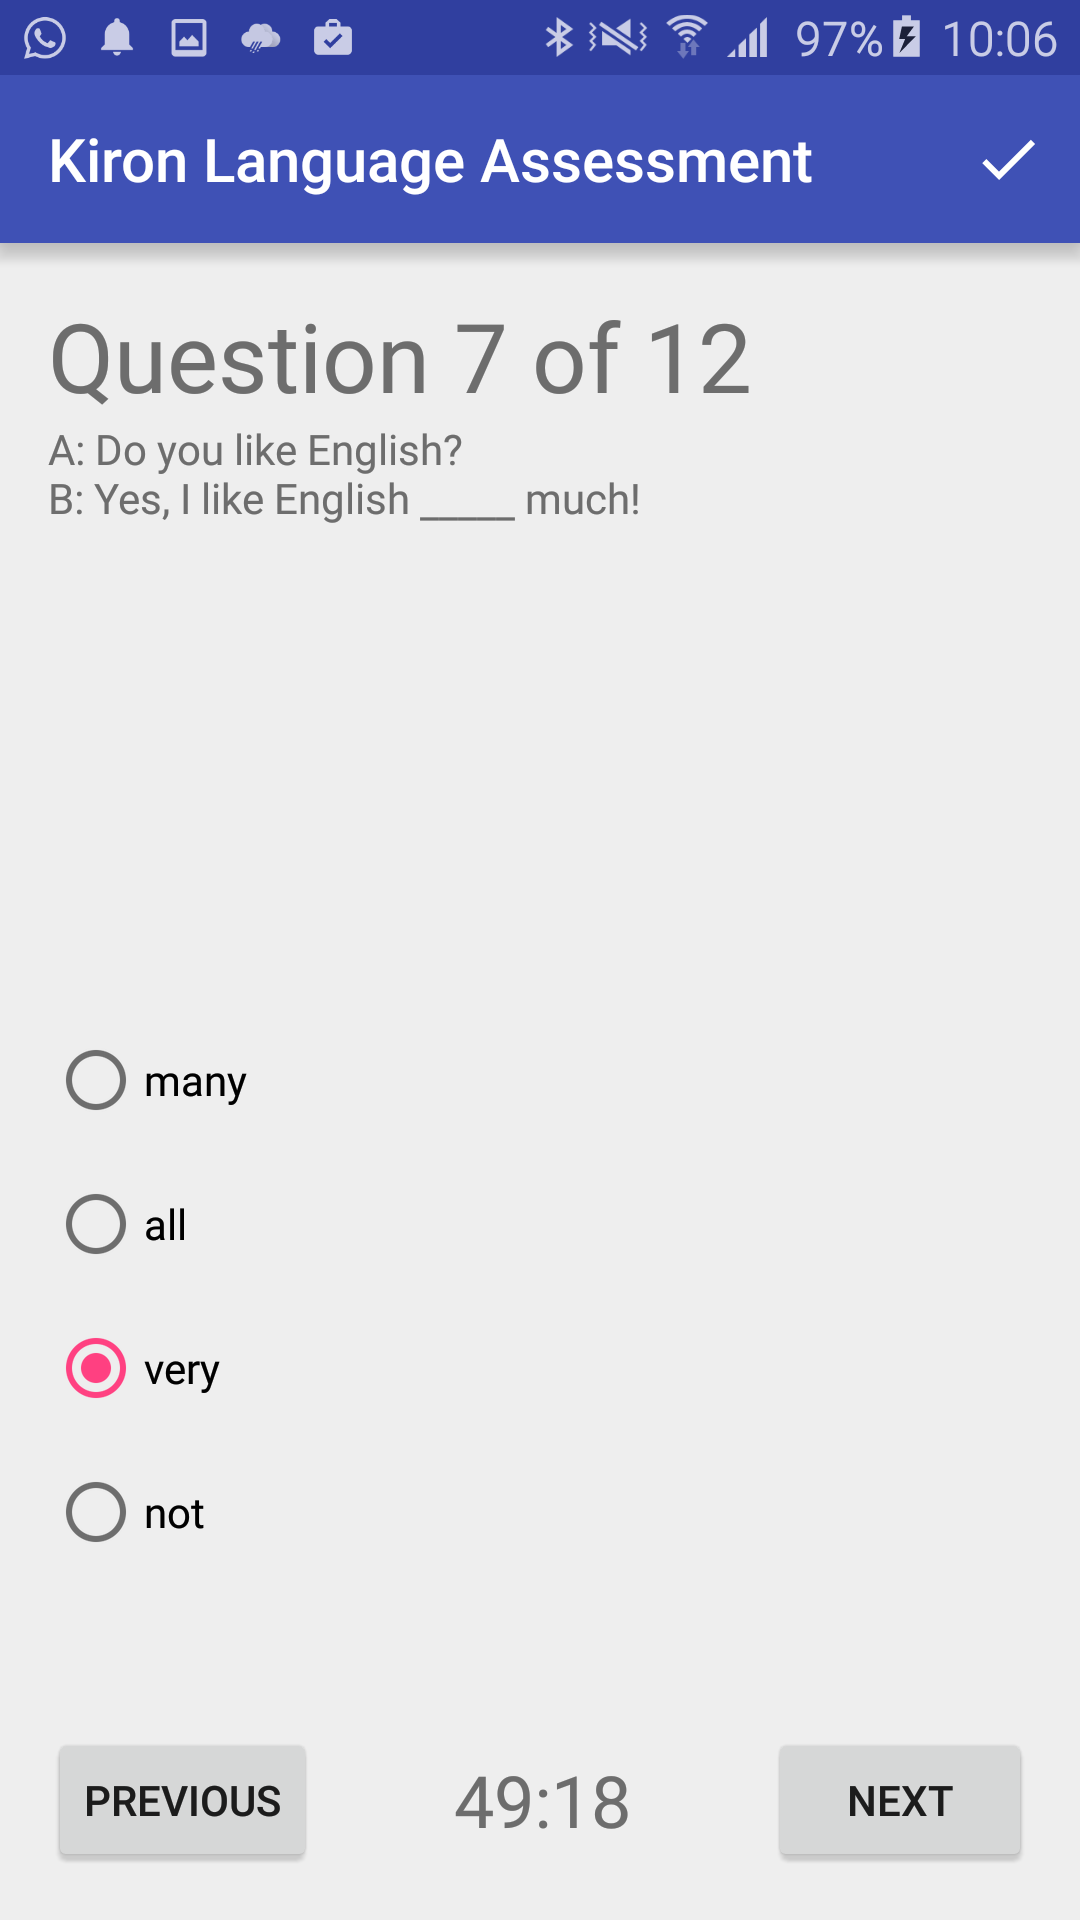 97% 10:06
Kiron Language Assessment
Question 7 of 12
A: Do you like English?
B: Yes, I like English _____ much!
many
all
very
not
PREVIOUS 49:18 NEXT